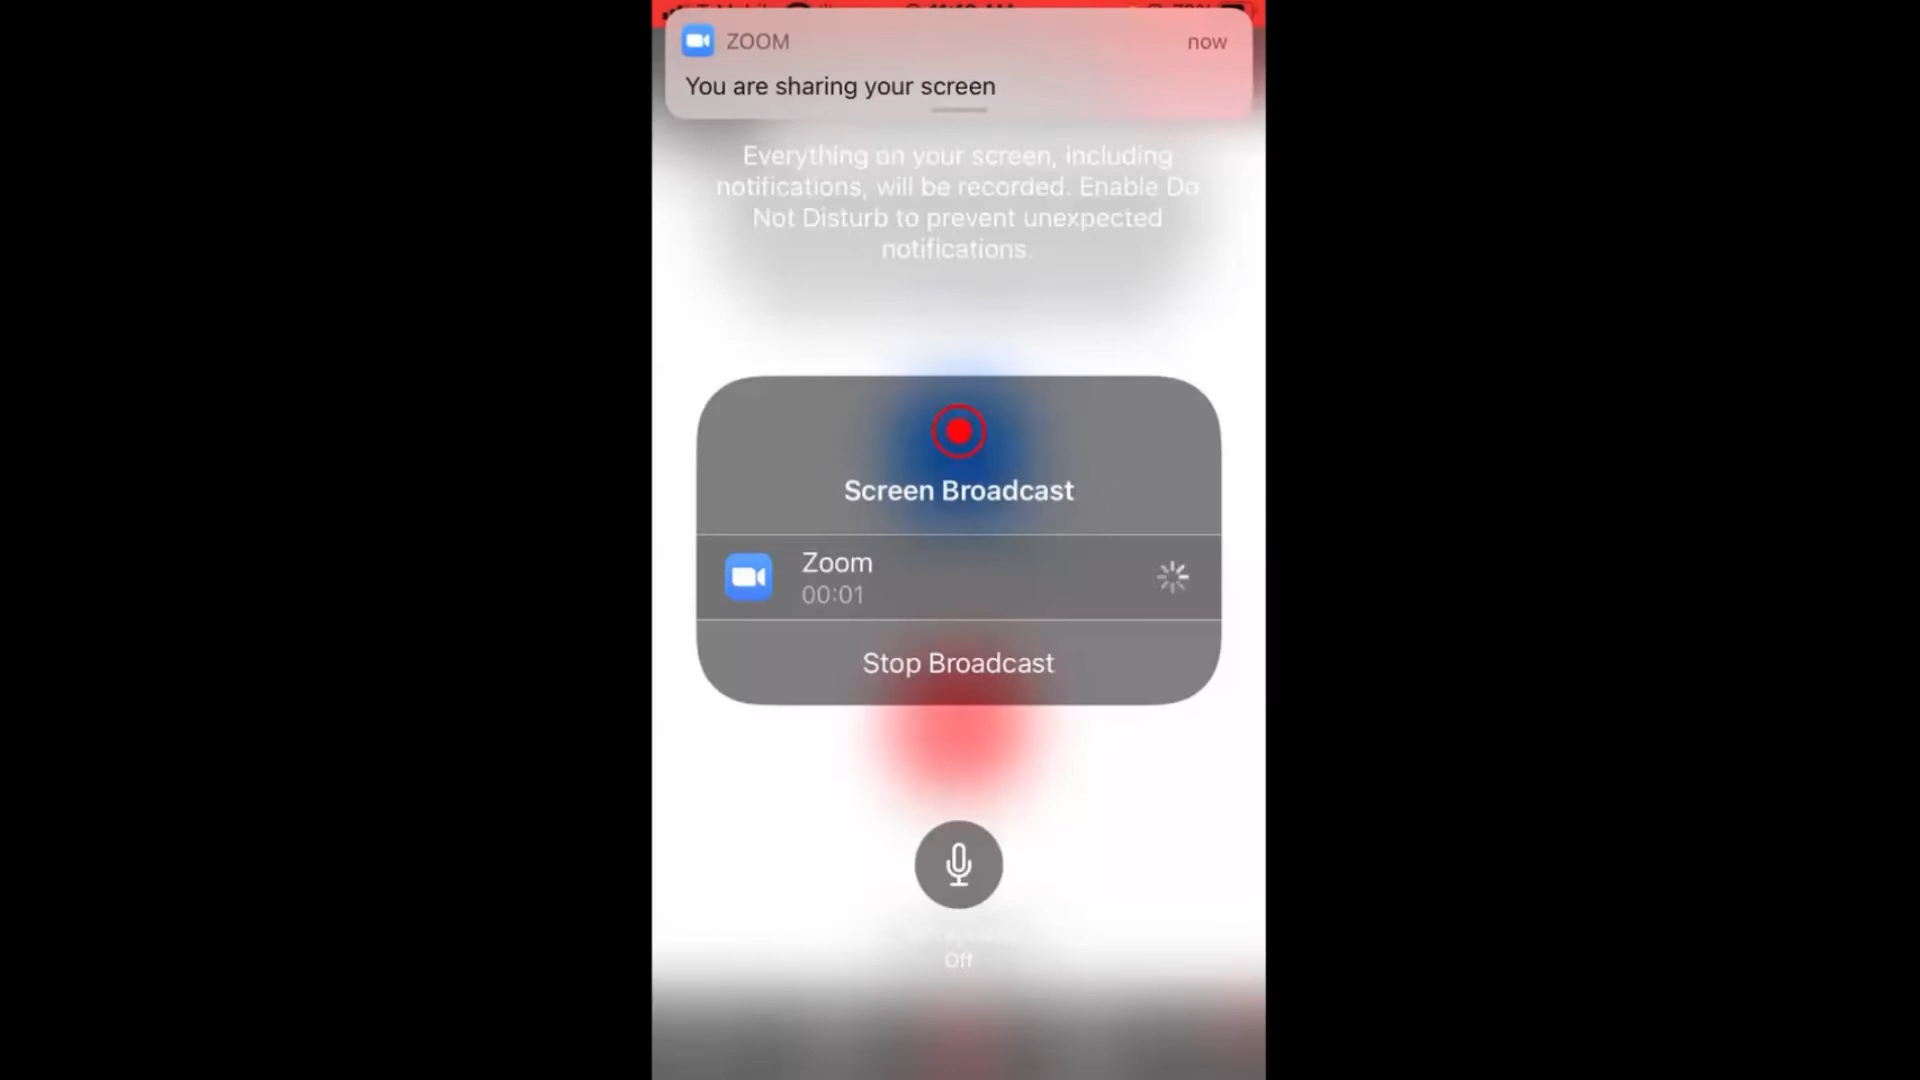 ZOOM
now
You are sharing your screen
Everything on your screen, including
notifications, will be recorded. Enable Do
Not Disturb to prevent unexpected
notifications.
Screen Broadcast
Zoom
00:01
Stop Broadcast
Off